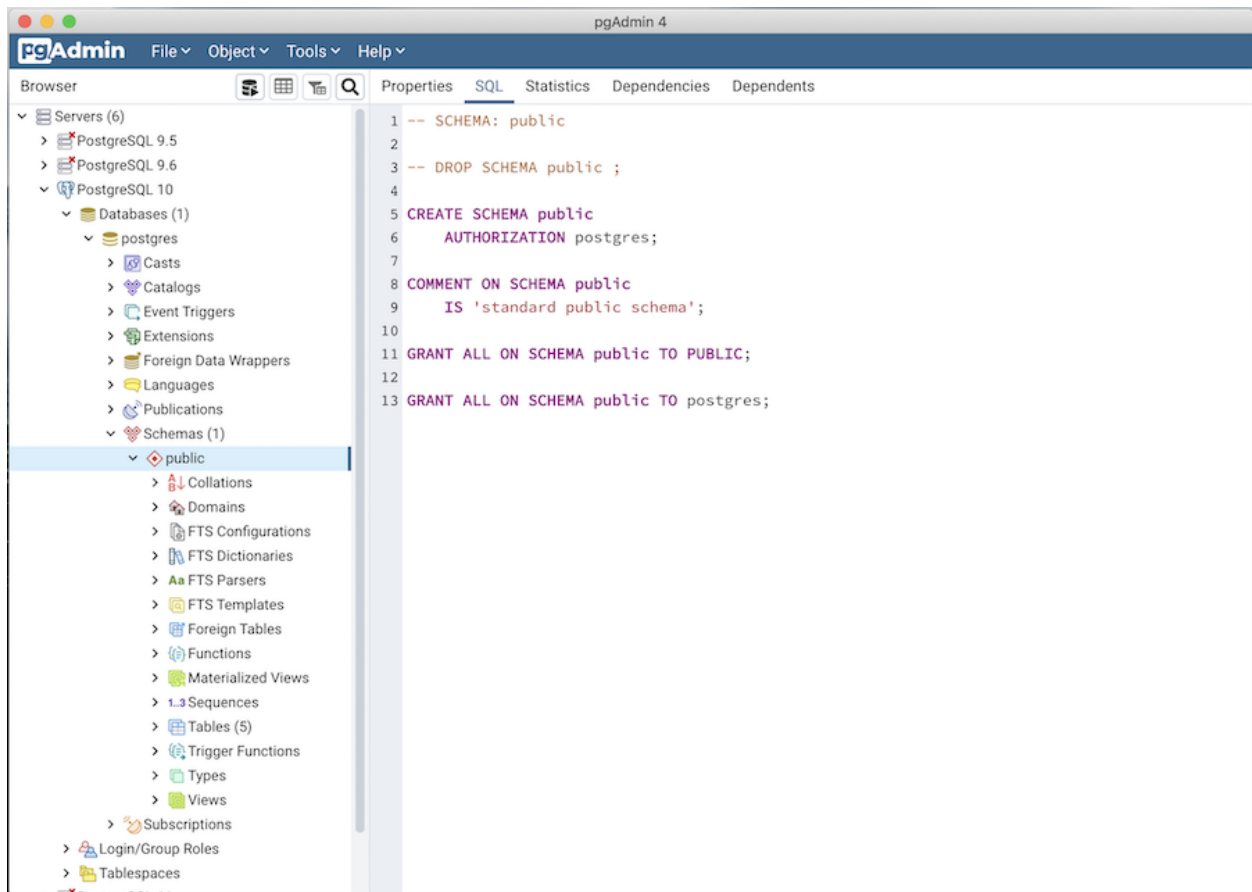 pgAdmin 4
pgAdmin File Object Tools Help
Browser
Properties SQL Statistics Dependencies Dependents
Servers (6)
PostgreSQL 9.5
PostgreSQL 9.6
PostgreSQL 10
Databases (1)
postgres
Casts
Catalogs
Event Triggers
Extensions
Foreign Data Wrappers
Languages
Publications
Schemas (1)
public
Collations
Domains
FTS Configurations
FTS Dictionaries
Aa FTS Parsers
FTS Templates
Foreign Tables
Functions
Materialized Views
1..3 Sequences
Tables (5)
Trigger Functions
Types
Views
Subscriptions
Login/Group Roles
Tablespaces
1 -- SCHEMA: public
2
3 -- DROP SCHEMA public ;
4
5 CREATE SCHEMA public
6     AUTHORIZATION postgres;
7
8 COMMENT ON SCHEMA public
9     IS 'standard public schema';
10
11 GRANT ALL ON SCHEMA public TO PUBLIC;
12
13 GRANT ALL ON SCHEMA public TO postgres;